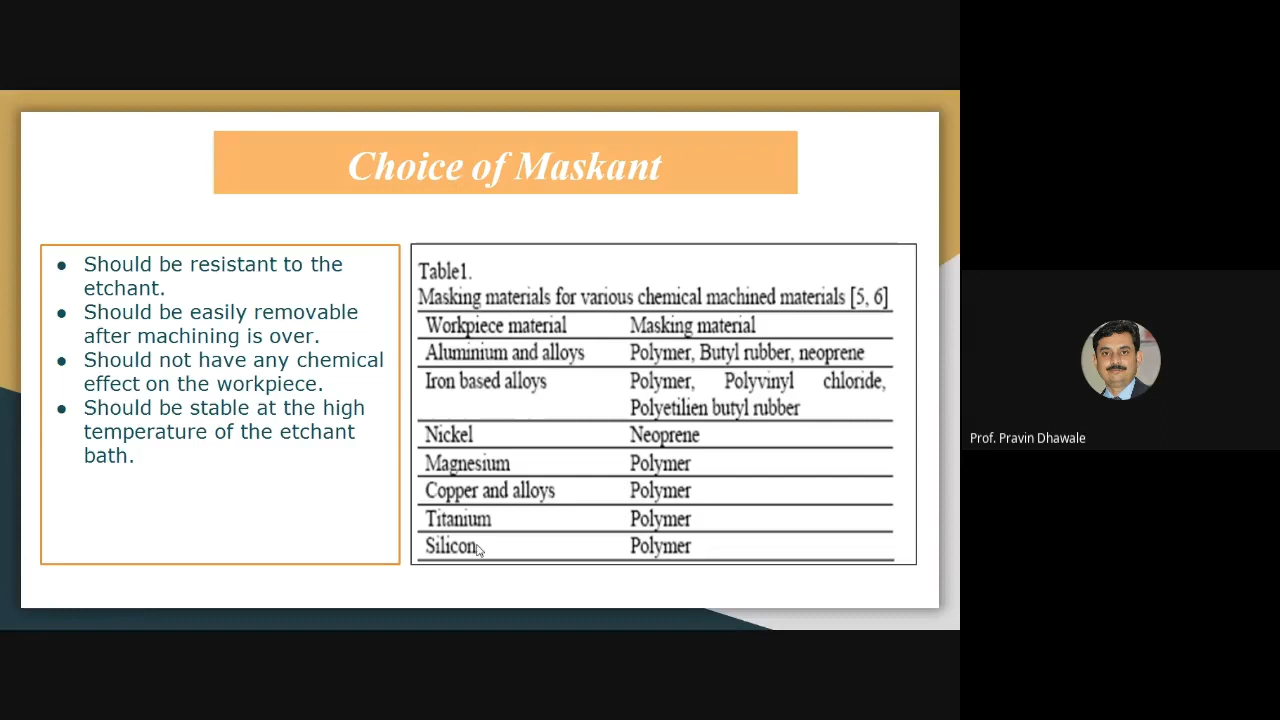 Choice of Maskant
● Should be resistant to the
etchant.
● Should be easily removable
after machining is over.
● Should not have any chemical
effect on the workpiece.
● Should be stable at the high
temperature of the etchant
bath.
Table1.
Masking materials for various chemical machined materials [5, 6]
Workpiece material Masking material
Aluminium and alloys Polymer, Butyl rubber, neoprene
Iron based alloys Polymer, Polyvinyl chloride,
Polyetilien butyl rubber
Nickel Neoprene
Magnesium Polymer
Copper and alloys Polymer
Titanium Polymer
Silicon Polymer
Prof. Pravin Dhawale